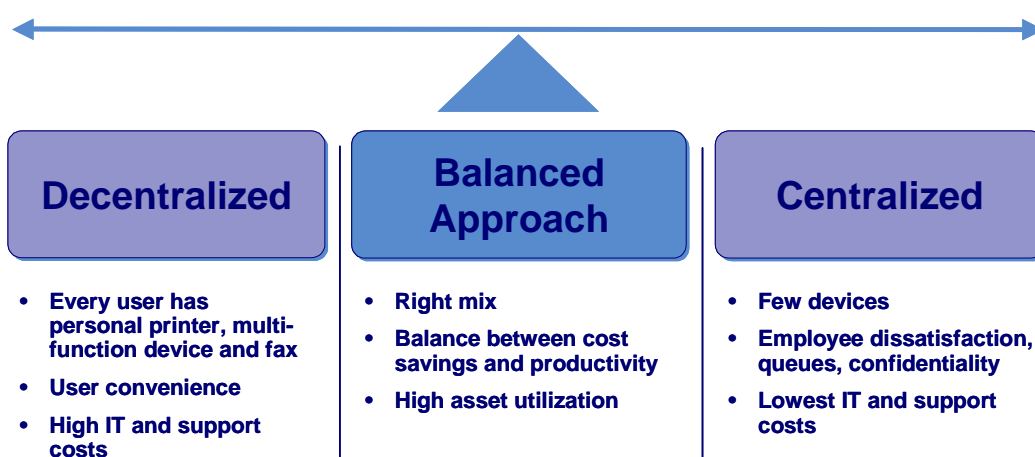 Decentralized
• Every user has
personal printer, multi-
function device and fax
• User convenience
• High IT and support
costs
Balanced
Approach
• Right mix
• Balance between cost
savings and productivity
• High asset utilization
Centralized
• Few devices
• Employee dissatisfaction,
queues, confidentiality
• Lowest IT and support
costs